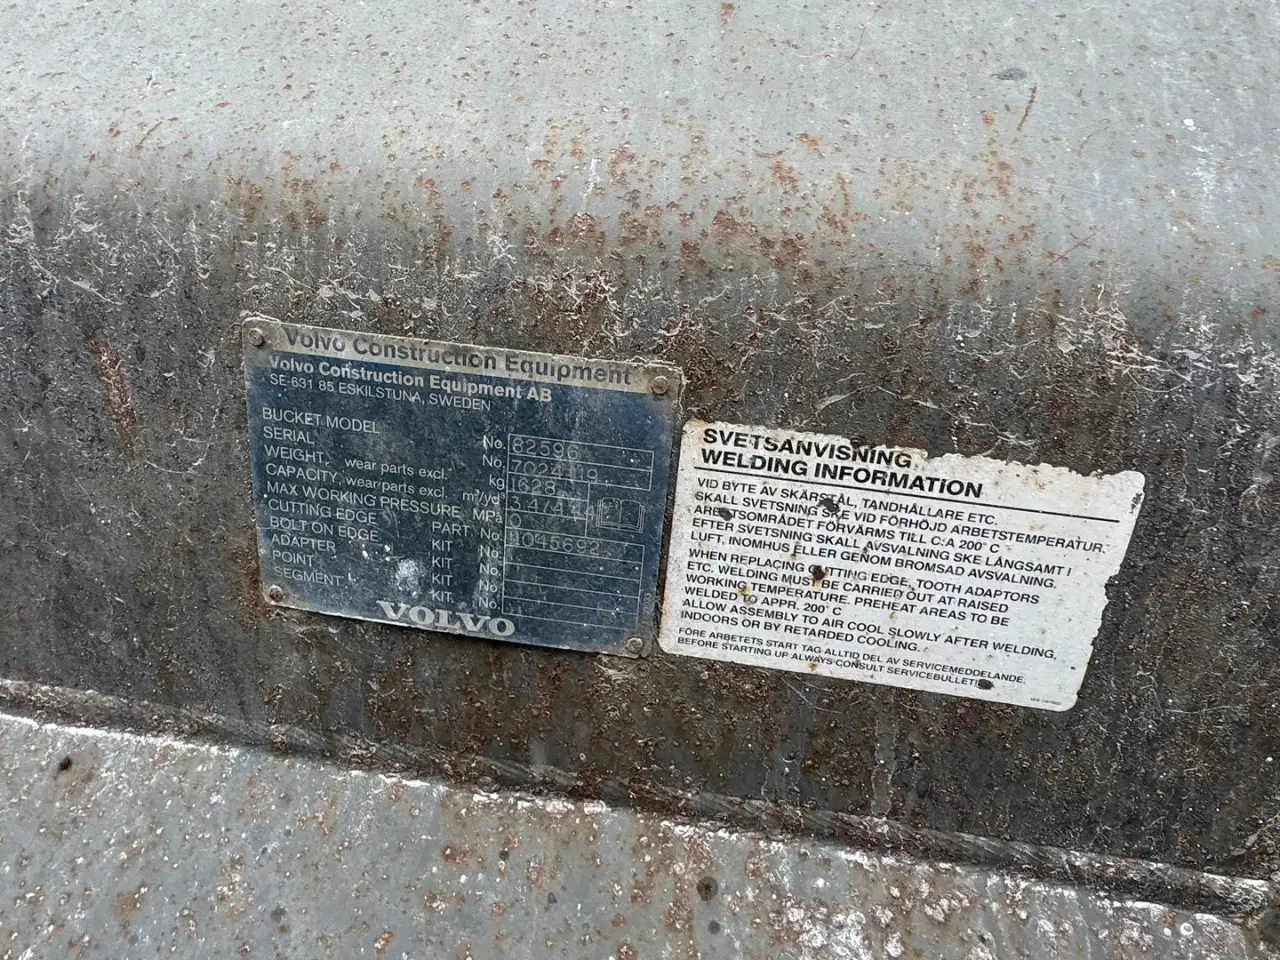 Volvo Construction Equipment
Volvo Construction Equipment AB
SE-631 85 ESKILSTUNA, SWEDEN
BUCKET MODEL No. 82596
SERIAL No.
WEIGHT, wear parts excl. kg 1628
CAPACITY, wear parts excl. m³/yd³
MAX WORKING PRESSURE MPa 0
CUTTING EDGE PART No. 11045692
BOLT ON EDGE KIT No.
ADAPTER KIT No.
POINT KIT No.
SEGMENT KIT No.
VOLVO
SVETSANVISNING
WELDING INFORMATION
VID BYTE AV SKÄRSTÅL, TANDHÅLLARE ETC.
SKALL SVETSNING SKE VID FÖRHÖJD ARBETSTEMPERATUR.
ARBETSOMRÅDET FÖRVÄRMS TILL C:A 200° C
EFTER SVETSNING SKALL AVSVALNING SKE LÅNGSAMT I
LUFT, INOMHUS ELLER GENOM BROMSAD AVSVALNING.
WHEN REPLACING CUTTING EDGE, TOOTH ADAPTORS
ETC. WELDING MUST BE CARRIED OUT AT RAISED
WORKING TEMPERATURE. PREHEAT AREAS TO BE
WELDED TO APPR. 200° C
ALLOW ASSEMBLY TO AIR COOL SLOWLY AFTER WELDING,
INDOORS OR BY RETARDED COOLING.
FÖRE ARBETETS START TAG ALLTID DEL AV SERVICEMEDDELANDE.
BEFORE STARTING UP ALWAYS CONSULT SERVICEBULLETIN